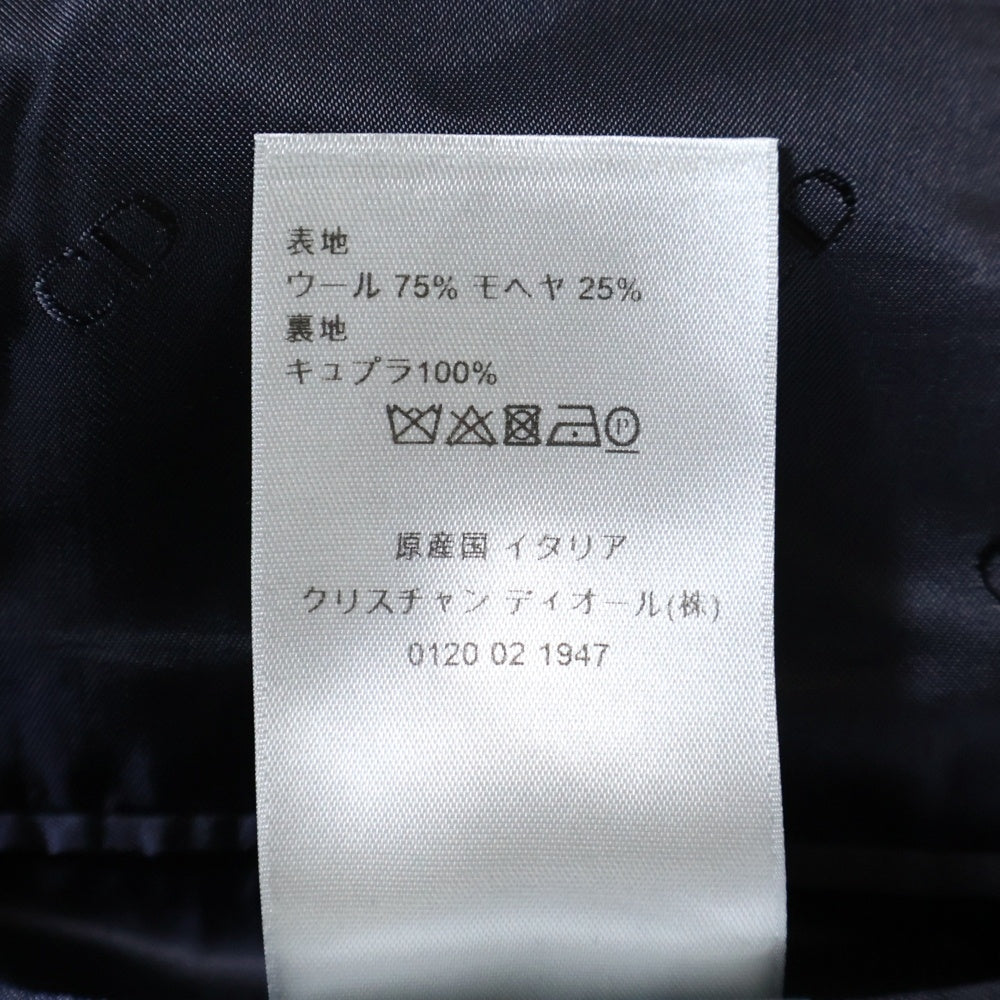 表地
ウール 75% モヘヤ 25%
裏地
キュプラ100%
P
原産国 イタリア
クリスチャン ディオール(株)
0120 02 1947
CD
D